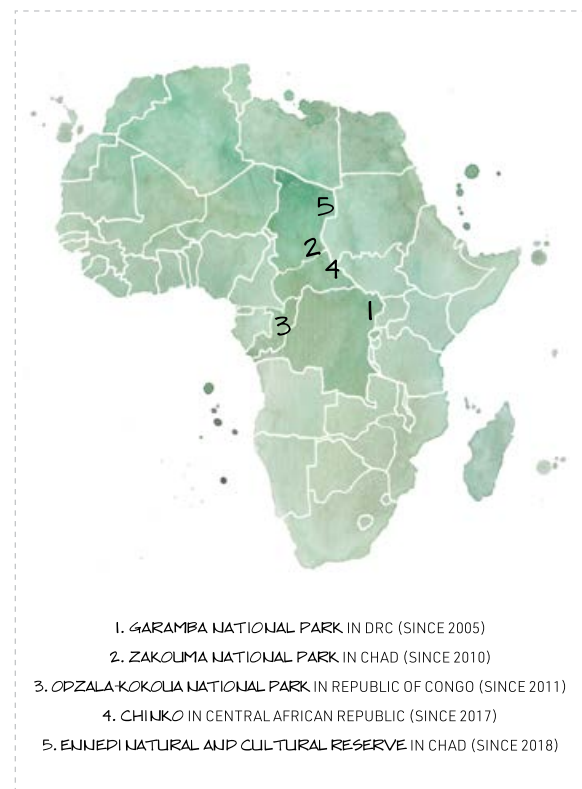 5
2
4
1
3
1. GARAMBA NATIONAL PARK IN DRC (SINCE 2005)
2. ZAKOUMA NATIONAL PARK IN CHAD (SINCE 2010)
3. ODZALA-KOKOUA NATIONAL PARK IN REPUBLIC OF CONGO (SINCE 2011)
4. CHINKO IN CENTRAL AFRICAN REPUBLIC (SINCE 2017)
5. ENNEDI NATURAL AND CULTURAL RESERVE IN CHAD (SINCE 2018)